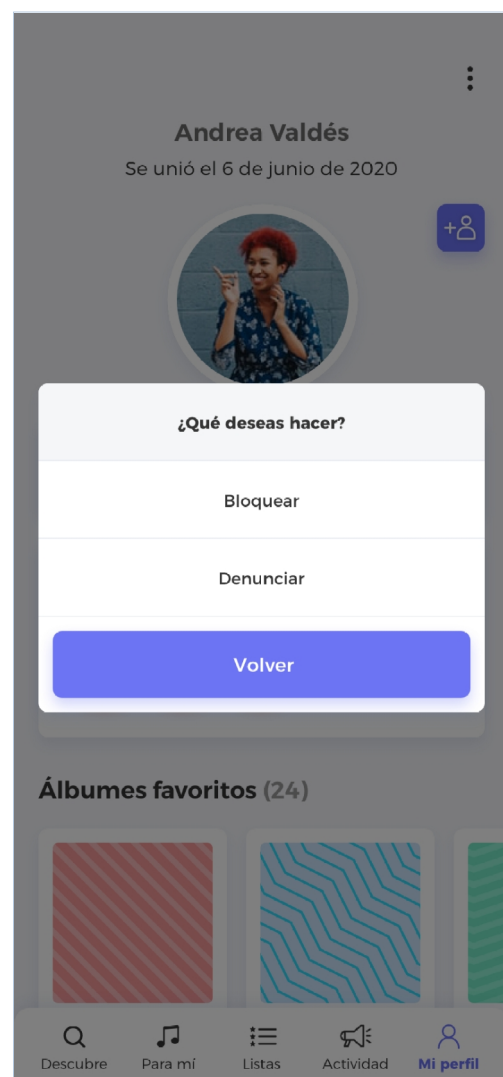 Andrea Valdés
Se unió el 6 de junio de 2020
¿Qué deseas hacer?
Bloquear
Denunciar
Volver
Álbumes favoritos (24)
Descubre Para mí Listas Actividad Mi perfil